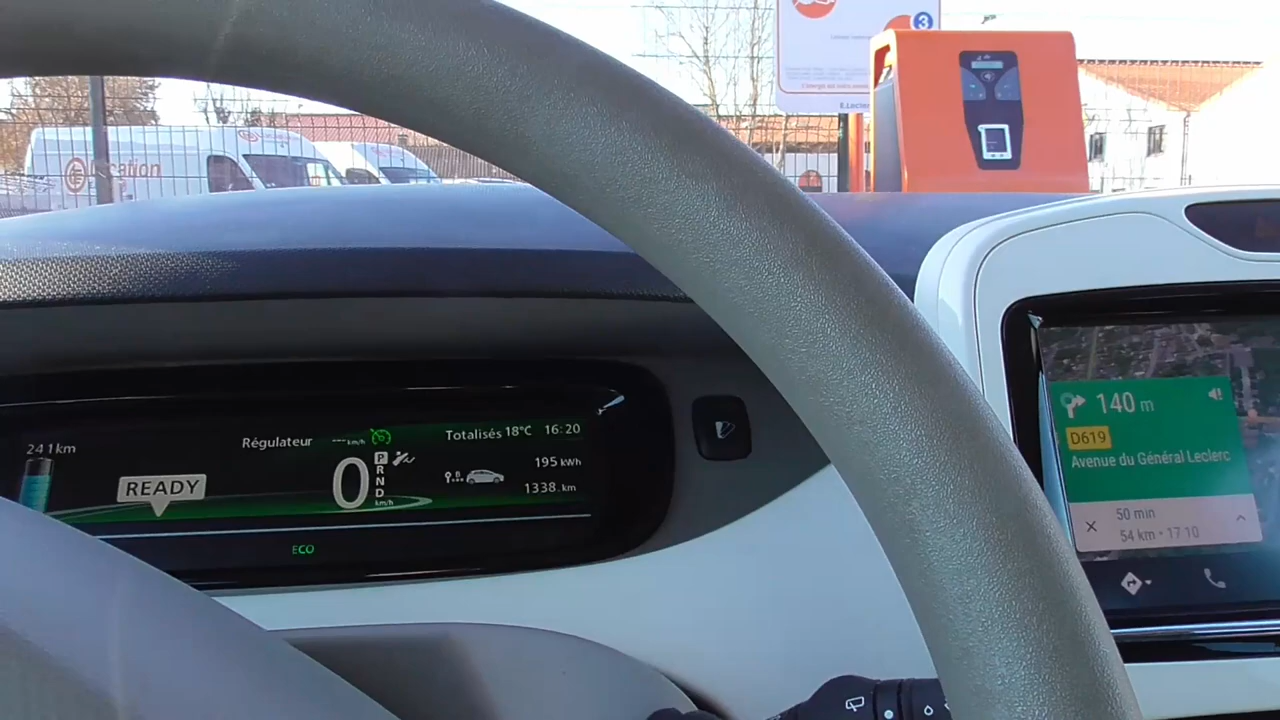 3
E.Leclerc
Location
241 km
READY
Régulateur
--- km/h
0
P
R
N
D
km/h
Totalisés 18°C 16:20
195 kWh
1338 km
ECO
140 m
D619
Avenue du Général Leclerc
50 min
54 km • 17:10